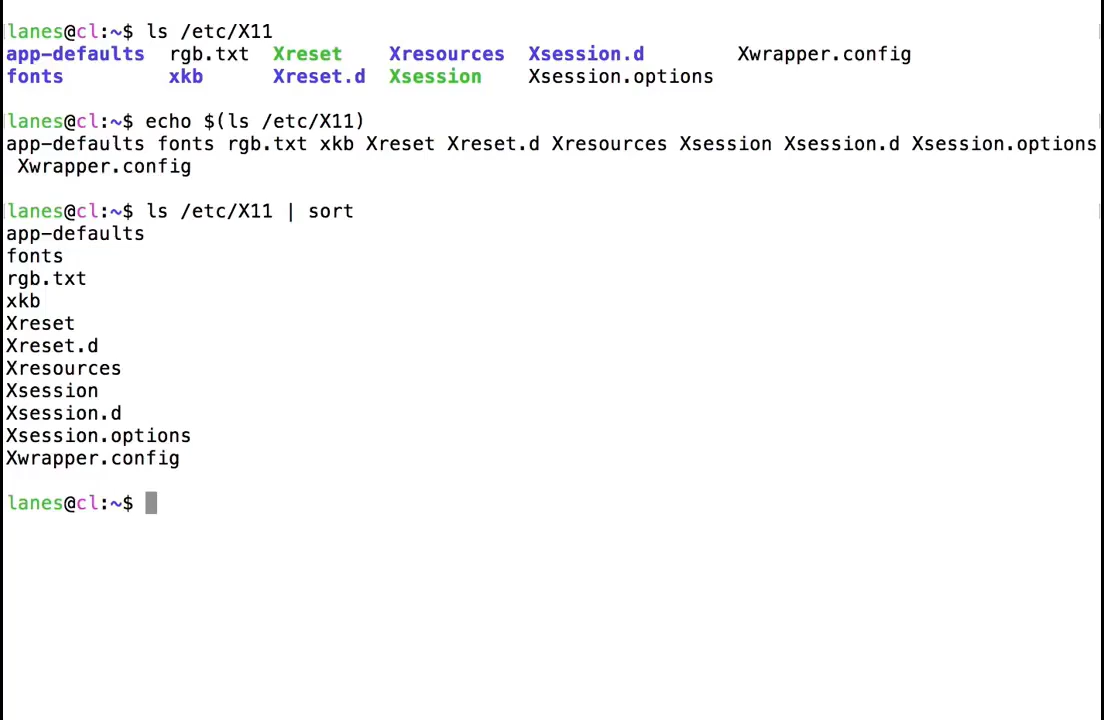 lanes@cl:~$ ls /etc/X11
app-defaults rgb.txt Xreset Xresources Xsession.d Xwrapper.config
fonts xkb Xreset.d Xsession Xsession.options
lanes@cl:~$ echo $(ls /etc/X11)
app-defaults fonts rgb.txt xkb Xreset Xreset.d Xresources Xsession Xsession.d Xsession.options
Xwrapper.config
lanes@cl:~$ ls /etc/X11 | sort
app-defaults
fonts
rgb.txt
xkb
Xreset
Xreset.d
Xresources
Xsession
Xsession.d
Xsession.options
Xwrapper.config
lanes@cl:~$